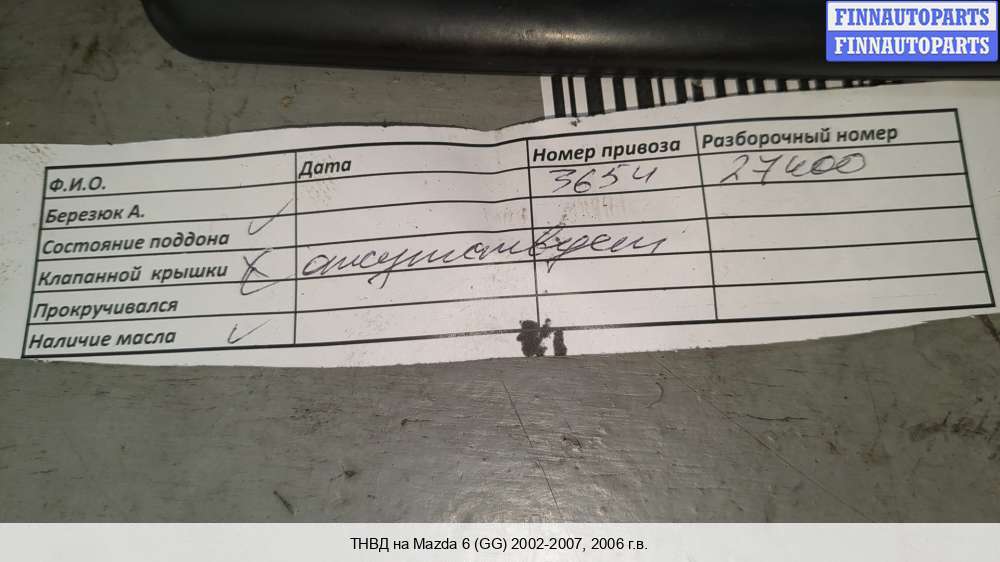 FINNAUTOPARTS
FINNAUTOPARTS
Ф.И.О. Дата Номер привоза Разборочный номер
Березюк А. 3654 27400
Состояние поддона
Клапанной крышки отсутствует
Прокручивался
Наличие масла
ТНВД на Mazda 6 (GG) 2002-2007, 2006 г.в.